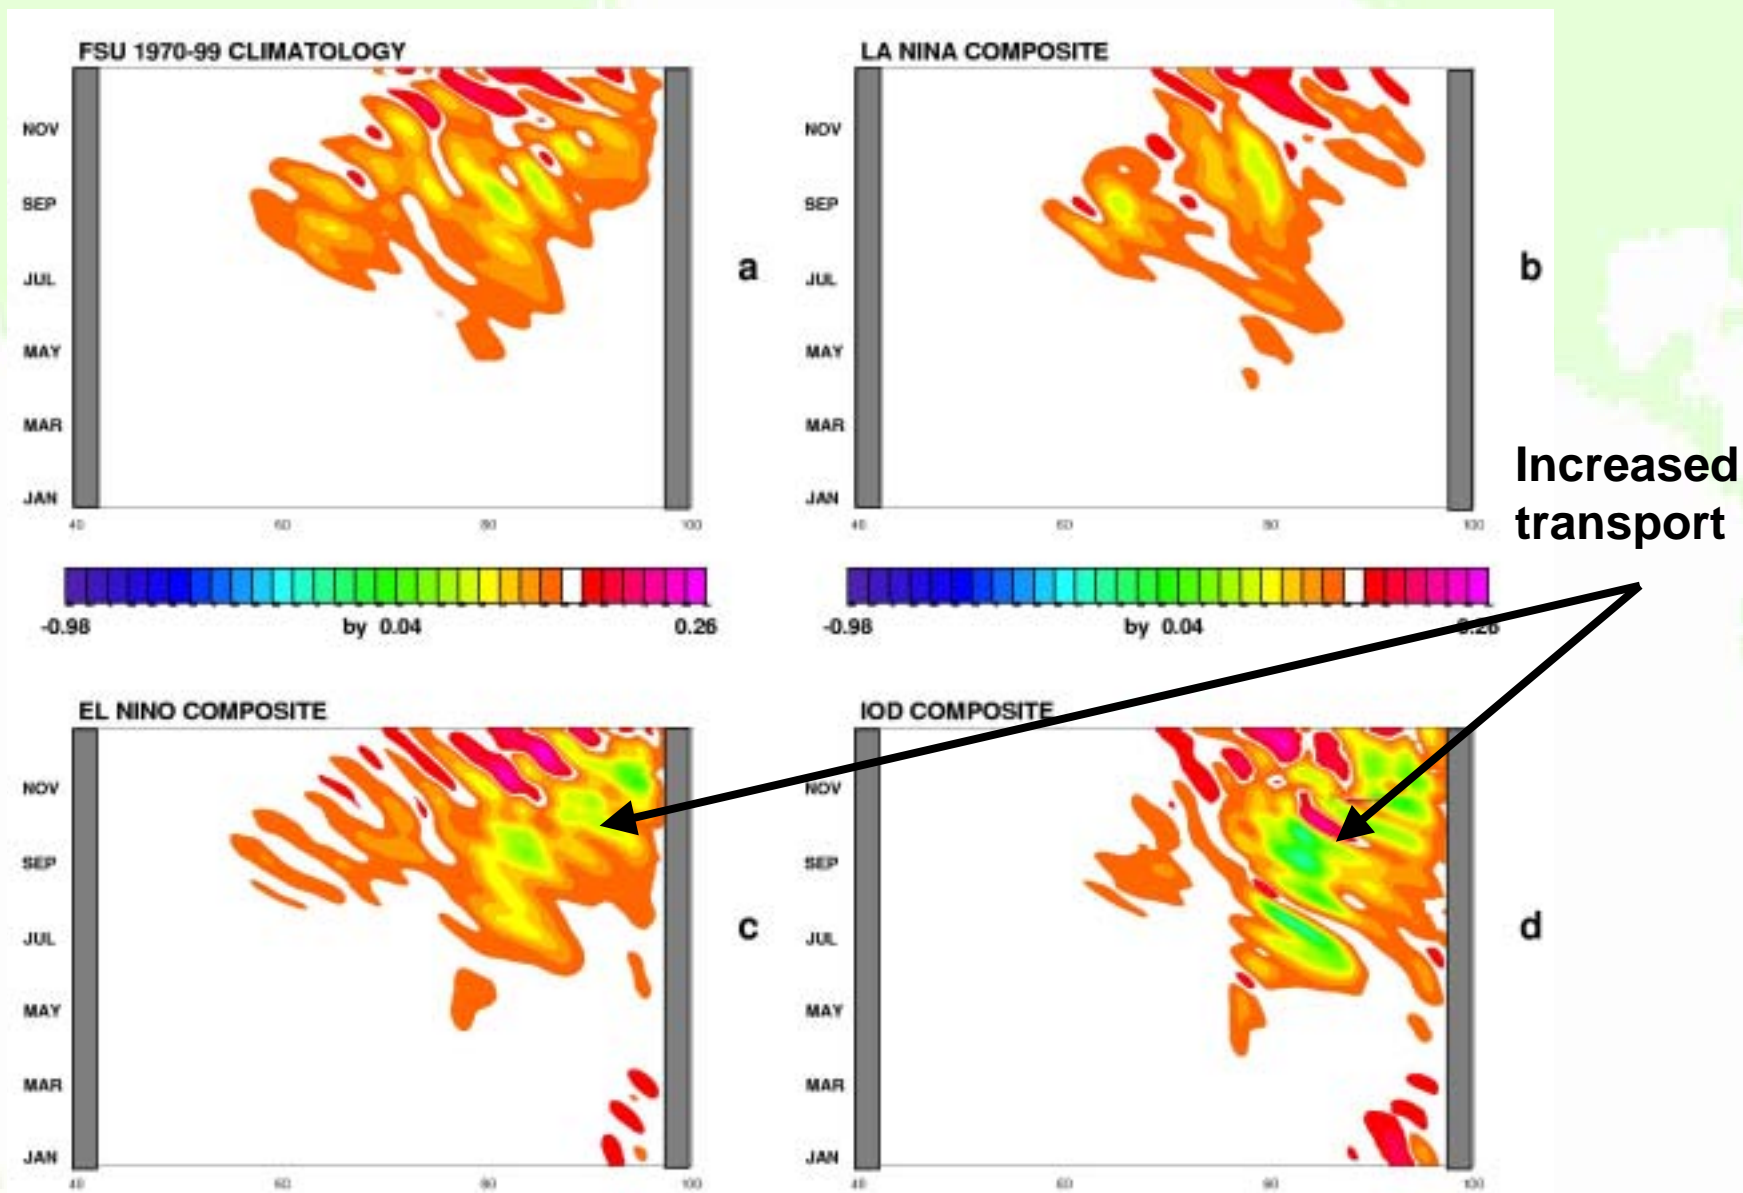 FSU 1970-99 CLIMATOLOGY
NOV
SEP
JUL
MAY
MAR
JAN
40 60 80 100
a
-0.98 by 0.04 0.26
LA NINA COMPOSITE
NOV
SEP
JUL
MAY
MAR
JAN
40 60 80 100
b
-0.98 by 0.04 0.26
Increased
transport
EL NINO COMPOSITE
NOV
SEP
JUL
MAY
MAR
JAN
40 60 80 100
c
IOD COMPOSITE
NOV
SEP
JUL
MAY
MAR
JAN
40 60 80 100
d